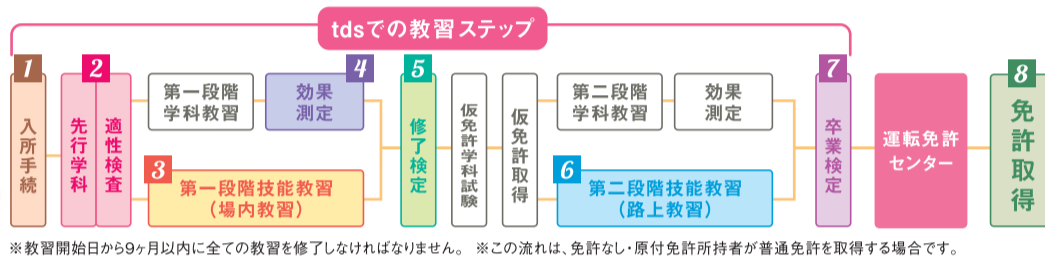 tdsでの教習ステップ
1
入所手続
2
先行学科
適性検査
第一段階
学科教習
4
効果
測定
3
第一段階技能教習
（場内教習）
5
修了検定
仮免許学科試験
仮免許取得
第二段階
学科教習
効果
測定
6
第二段階技能教習
（路上教習）
7
卒業検定
運転免許
センター
8
免許取得
※教習開始日から9ヶ月以内に全ての教習を修了しなければなりません。 ※この流れは、免許なし・原付免許所持者が普通免許を取得する場合です。